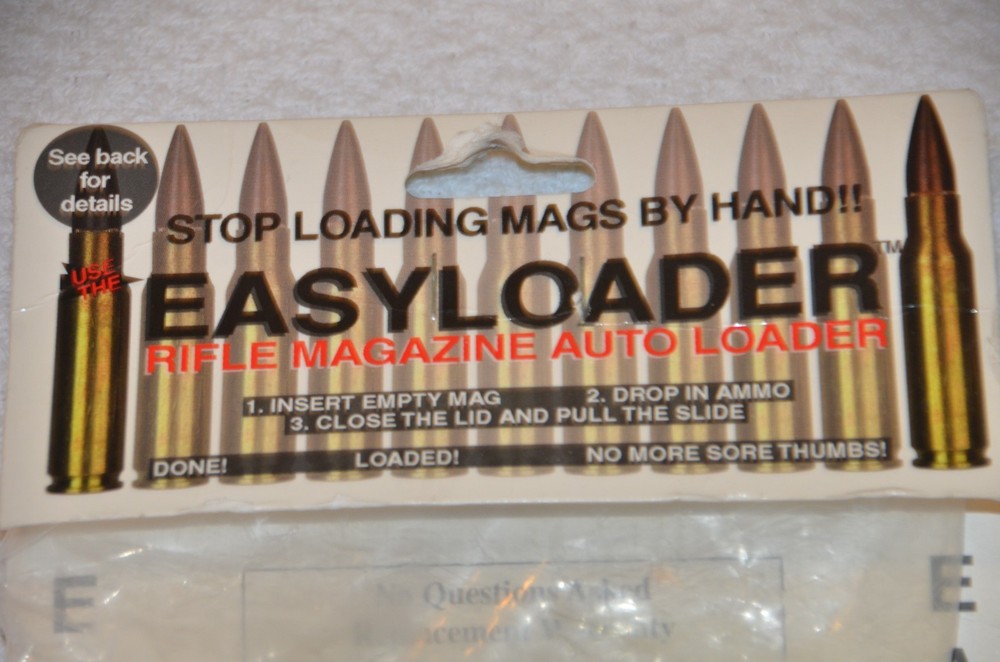 See back
for
details
STOP LOADING MAGS BY HAND!!
USE
THE
EASYLOADER™
RIFLE MAGAZINE AUTO LOADER
1. INSERT EMPTY MAG 2. DROP IN AMMO
3. CLOSE THE LID AND PULL THE SLIDE
DONE! LOADED! NO MORE SORE THUMBS!
E E
No Questions Asked